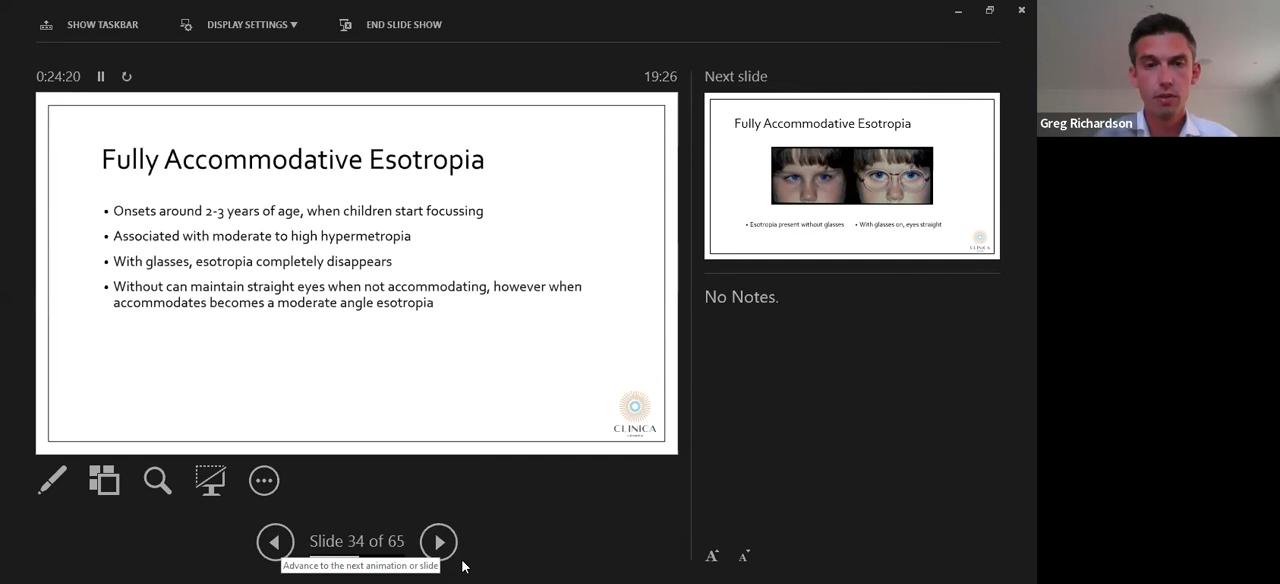 SHOW TASKBAR
DISPLAY SETTINGS ▼
END SLIDE SHOW
0:24:20
19:26
Fully Accommodative Esotropia
• Onsets around 2-3 years of age, when children start focussing
• Associated with moderate to high hypermetropia
• With glasses, esotropia completely disappears
• Without can maintain straight eyes when not accommodating, however when
accommodates becomes a moderate angle esotropia
CLINICA
Slide 34 of 65
Advance to the next animation or slide
Next slide
Fully Accommodative Esotropia
• Esotropia present without glasses
• With glasses on, eyes straight
CLINICA
No Notes.
A A
Greg Richardson